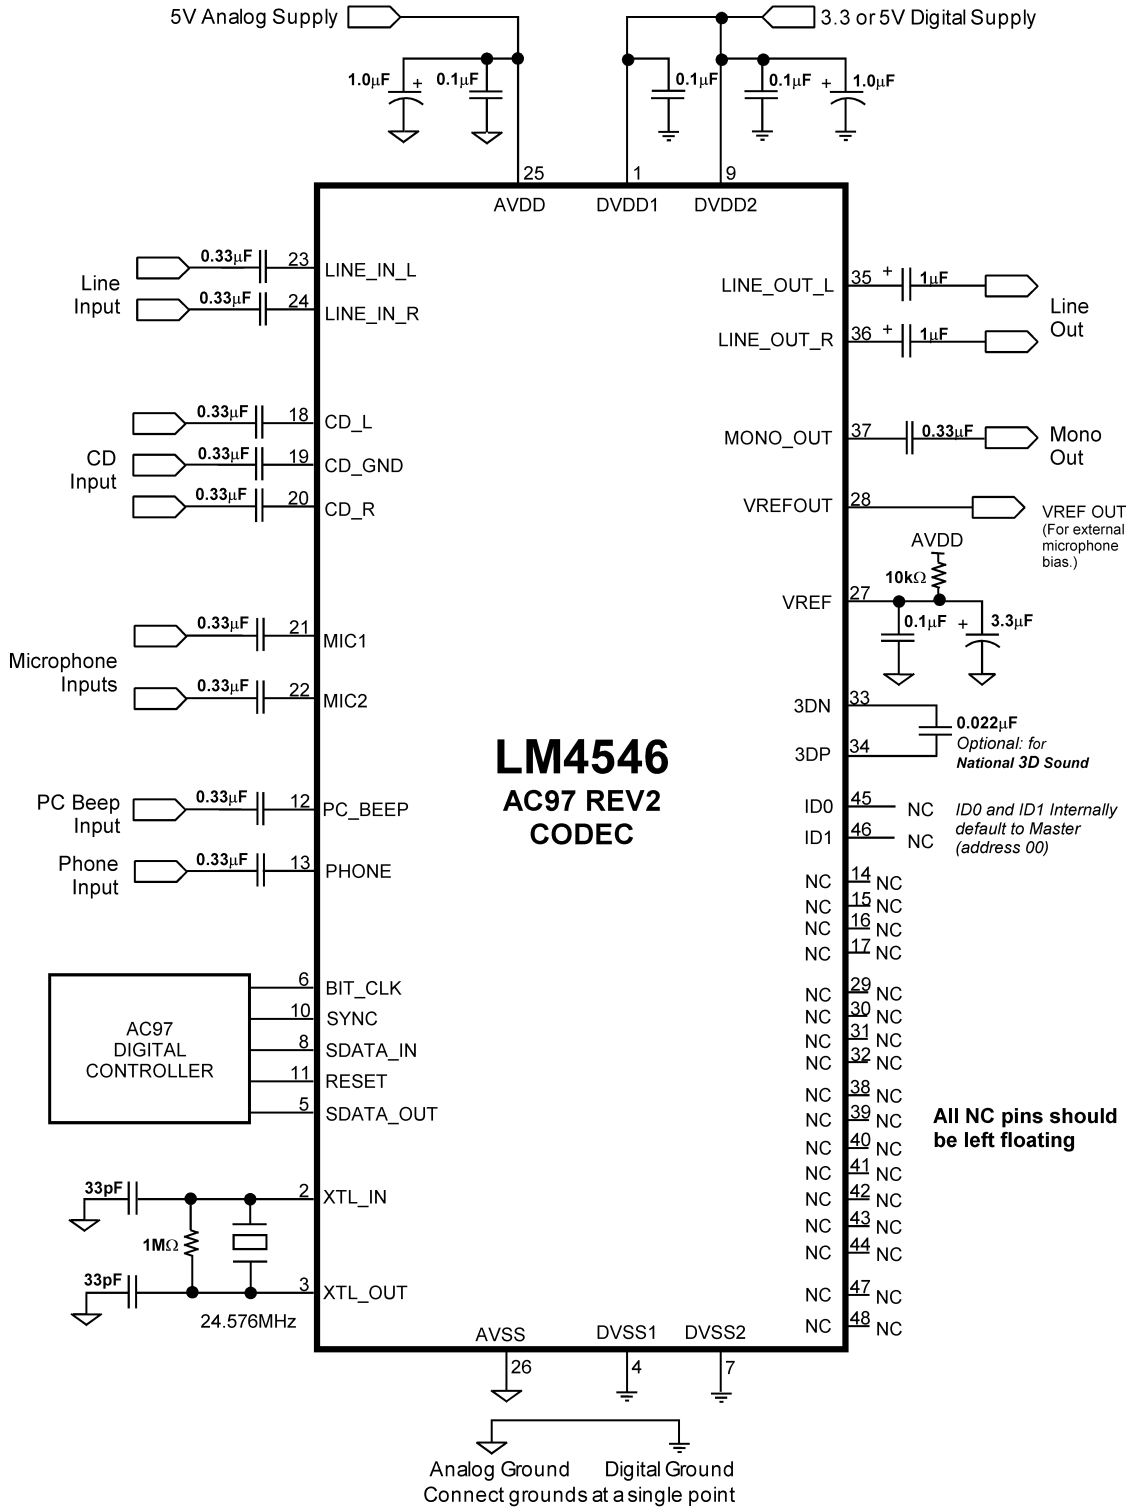 5V Analog Supply
3.3 or 5V Digital Supply
1.0µF
+
0.1µF
0.1µF
0.1µF
+
1.0µF
25
1
9
AVDD
DVDD1
DVDD2
Line
Input
0.33µF
23
LINE_IN_L
0.33µF
24
LINE_IN_R
CD
Input
0.33µF
18
CD_L
0.33µF
19
CD_GND
0.33µF
20
CD_R
Microphone
Inputs
0.33µF
21
MIC1
0.33µF
22
MIC2
PC Beep
Input
0.33µF
12
PC_BEEP
Phone
Input
0.33µF
13
PHONE
AC97
DIGITAL
CONTROLLER
6
BIT_CLK
10
SYNC
8
SDATA_IN
11
RESET
5
SDATA_OUT
33pF
2
XTL_IN
1MΩ
33pF
3
XTL_OUT
24.576MHz
LM4546
AC97 REV2
CODEC
LINE_OUT_L
35
+
1µF
LINE_OUT_R
36
+
1µF
Line
Out
MONO_OUT
37
0.33µF
Mono
Out
VREFOUT
28
VREF OUT
(For external
microphone
bias.)
AVDD
10kΩ
VREF
27
0.1µF
+
3.3µF
3DN
33
3DP
34
0.022µF
Optional: for
National 3D Sound
ID0
45
NC
ID1
46
NC
ID0 and ID1 Internally
default to Master
(address 00)
NC 14 NC
NC 15 NC
NC 16 NC
NC 17 NC
NC 29 NC
NC 30 NC
NC 31 NC
NC 32 NC
NC 38 NC
NC 39 NC
NC 40 NC
NC 41 NC
NC 42 NC
NC 43 NC
NC 44 NC
NC 47 NC
NC 48 NC
All NC pins should
be left floating
AVSS
DVSS1
DVSS2
26
4
7
Analog Ground
Digital Ground
Connect grounds at a single point